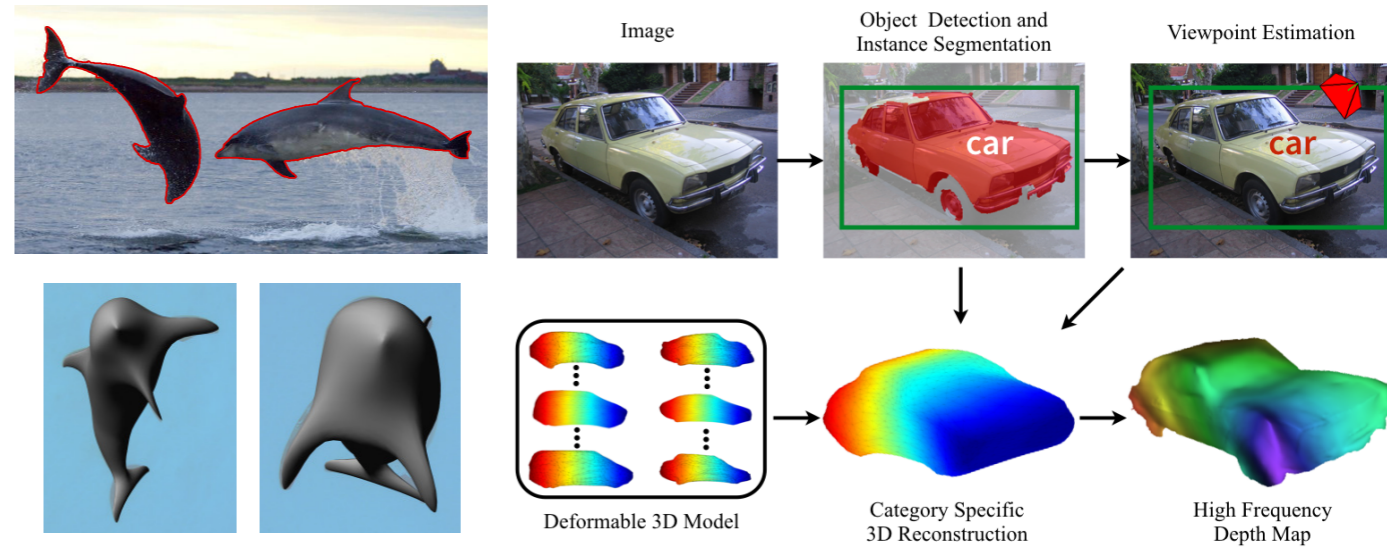 Image
Object Detection and
Instance Segmentation
Viewpoint Estimation
car
car
Deformable 3D Model
Category Specific
3D Reconstruction
High Frequency
Depth Map